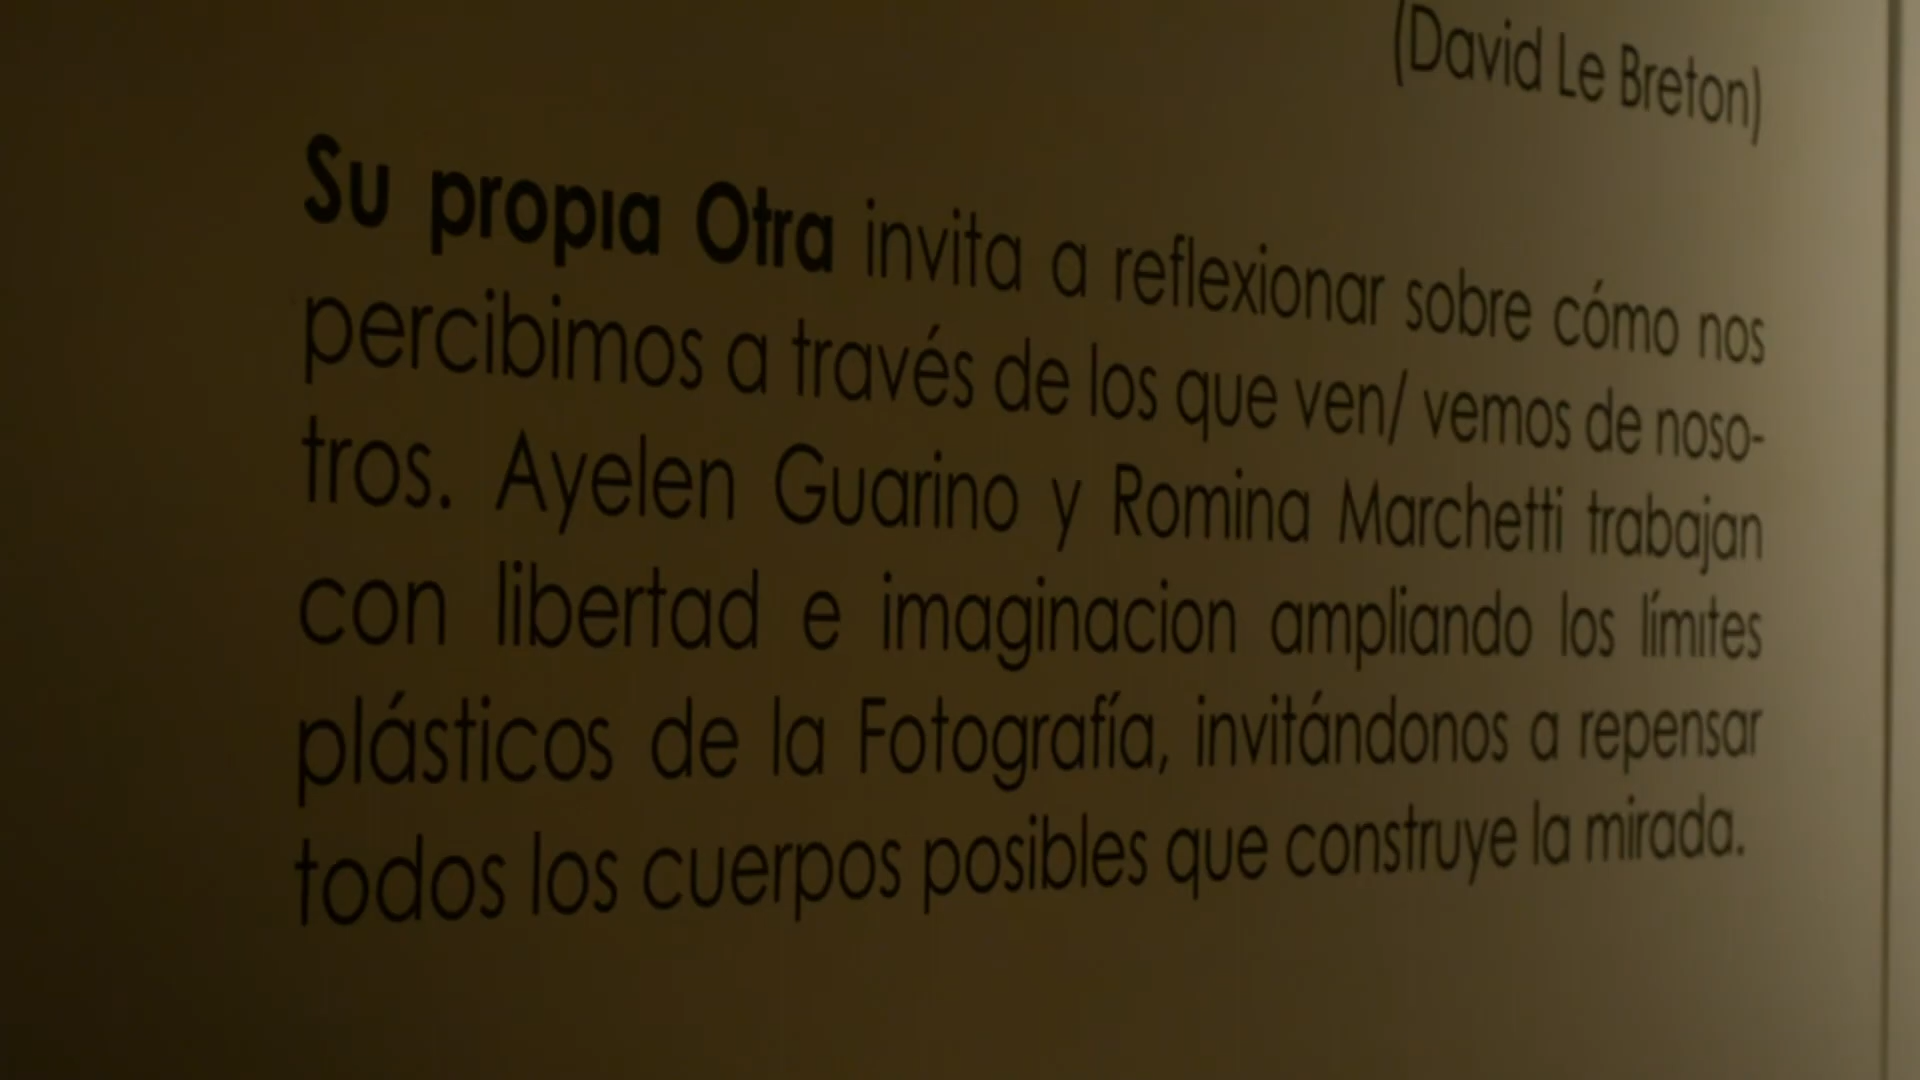 (David Le Breton)
Su propia Otra invita a reflexionar sobre cómo nos
percibimos a través de los que ven/ vemos de noso-
tros. Ayelen Guarino y Romina Marchetti trabajan
con libertad e imaginacion ampliando los límites
plásticos de la Fotografía, invitándonos a repensar
todos los cuerpos posibles que construye la mirada.